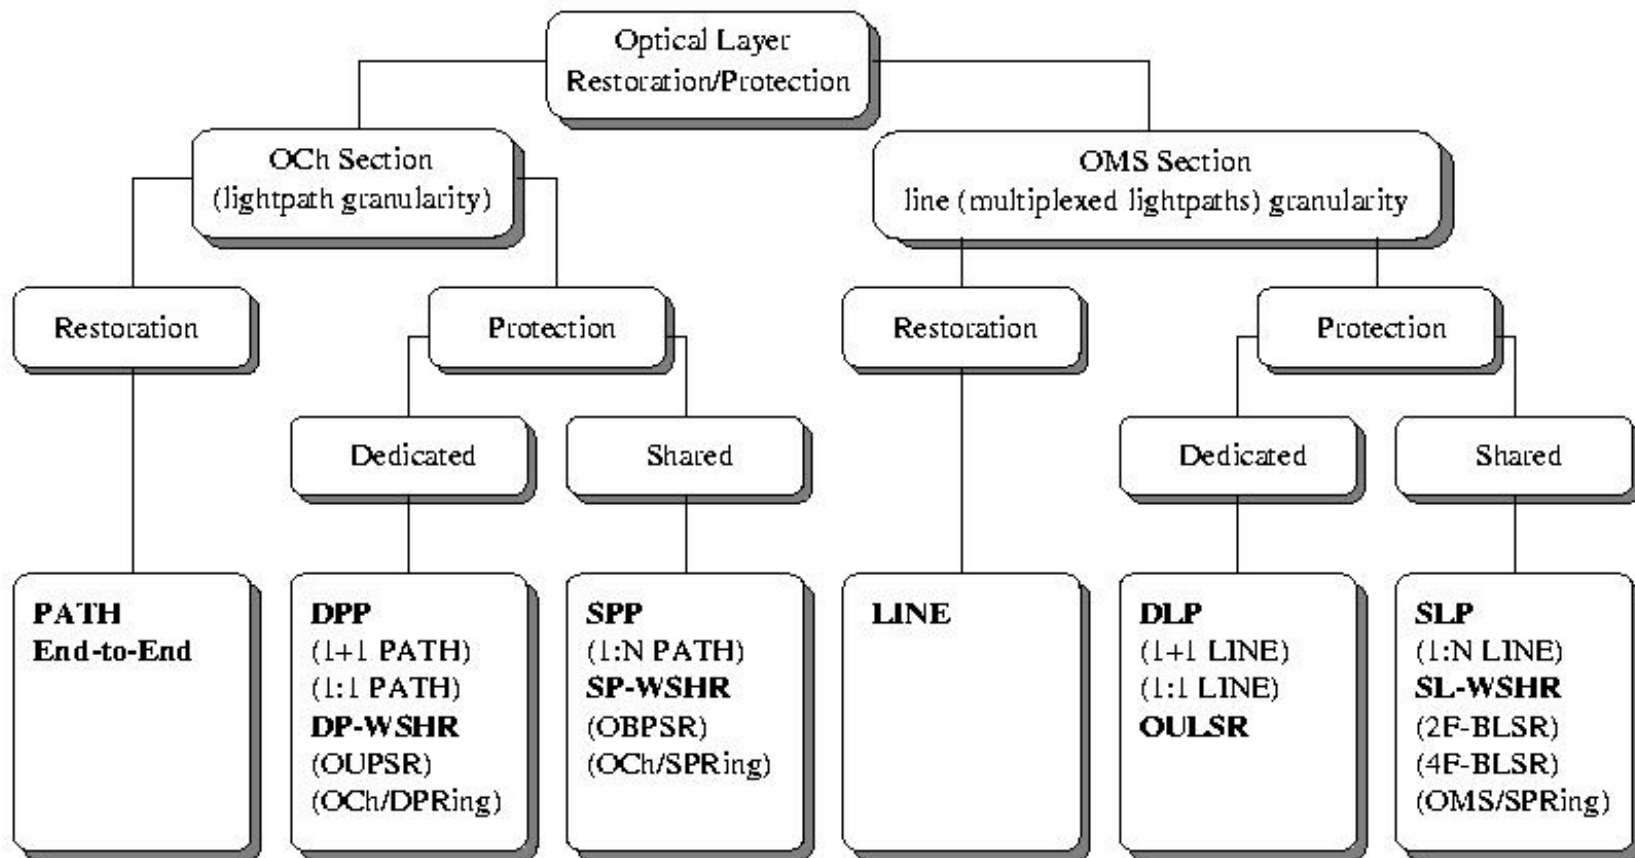 Optical Layer
Restoration/Protection
OCh Section
(lightpath granularity)
OMS Section
line (multiplexed lightpaths) granularity
Restoration
Protection
Restoration
Protection
Dedicated
Shared
Dedicated
Shared
PATH
End-to-End
DPP
(1+1 PATH)
(1:1 PATH)
DP-WSHR
(OUPSR)
(OCh/DPRing)
SPP
(1:N PATH)
SP-WSHR
(OBPSR)
(OCh/SPRing)
LINE
DLP
(1+1 LINE)
(1:1 LINE)
OULSR
SLP
(1:N LINE)
SL-WSHR
(2F-BLSR)
(4F-BLSR)
(OMS/SPRing)